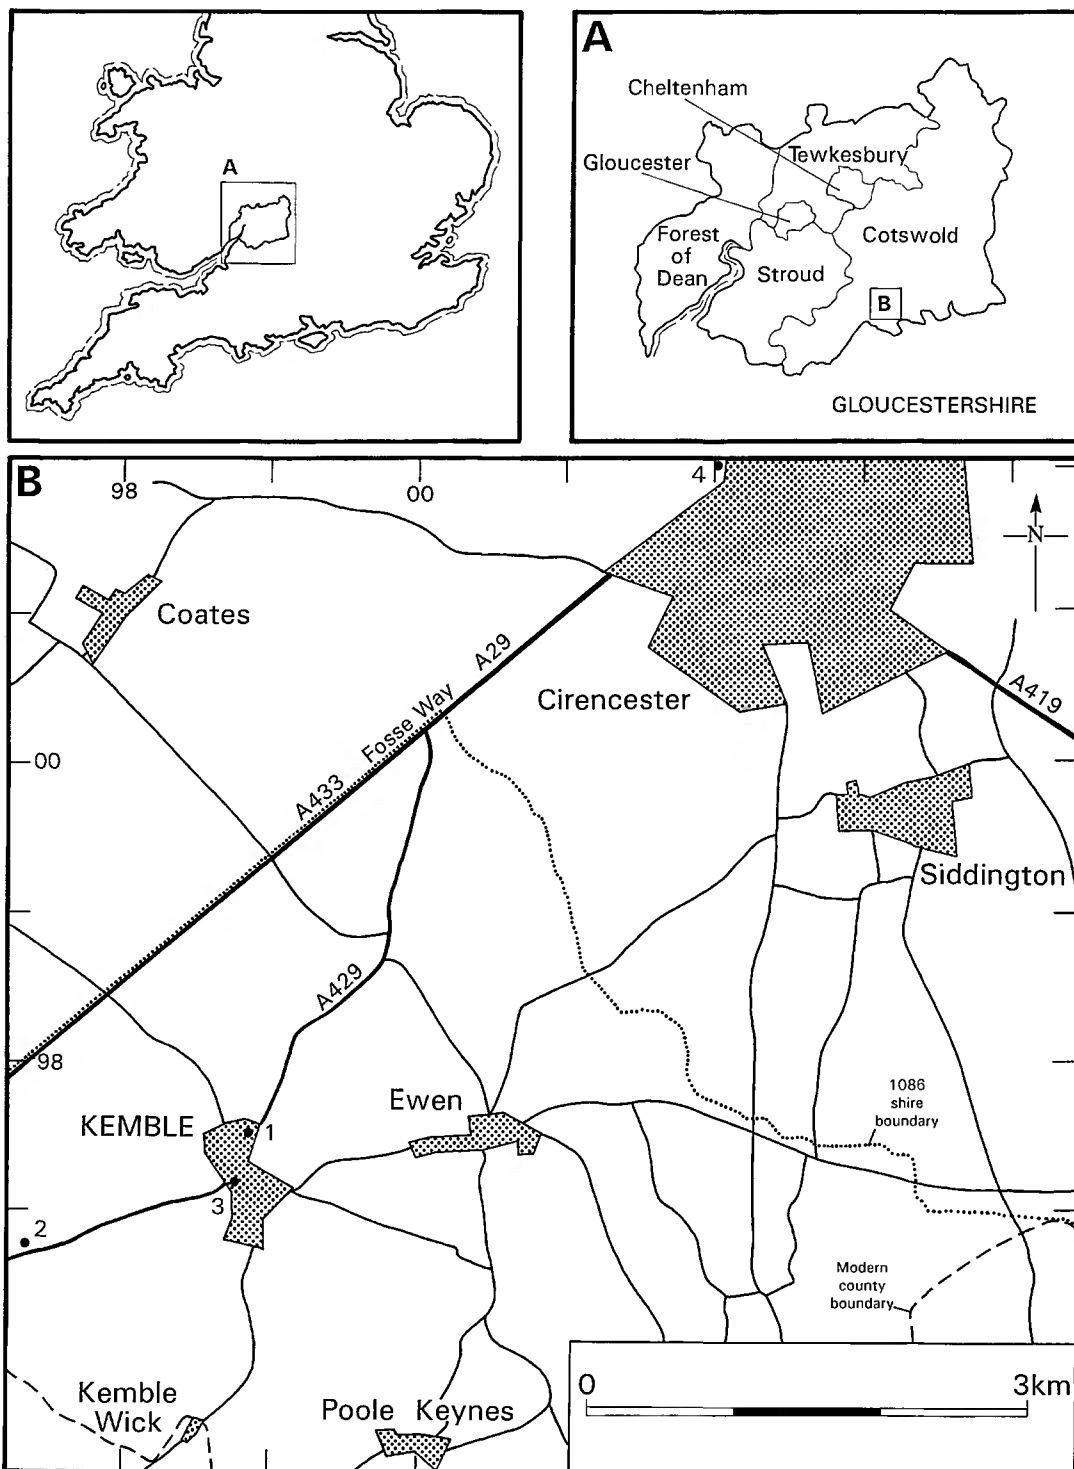 A
A
Cheltenham
Tewkesbury
Gloucester
Forest
of
Dean
Stroud
Cotswold
B
GLOUCESTERSHIRE
B
98
00
4
N
Coates
A29
Cirencester
A419
Fosse Way
A433
00
Siddington
A429
98
Ewen
KEMBLE
1
1086
shire
boundary
3
2
Modern
county
boundary
Kemble
Wick
Poole Keynes
0
3km